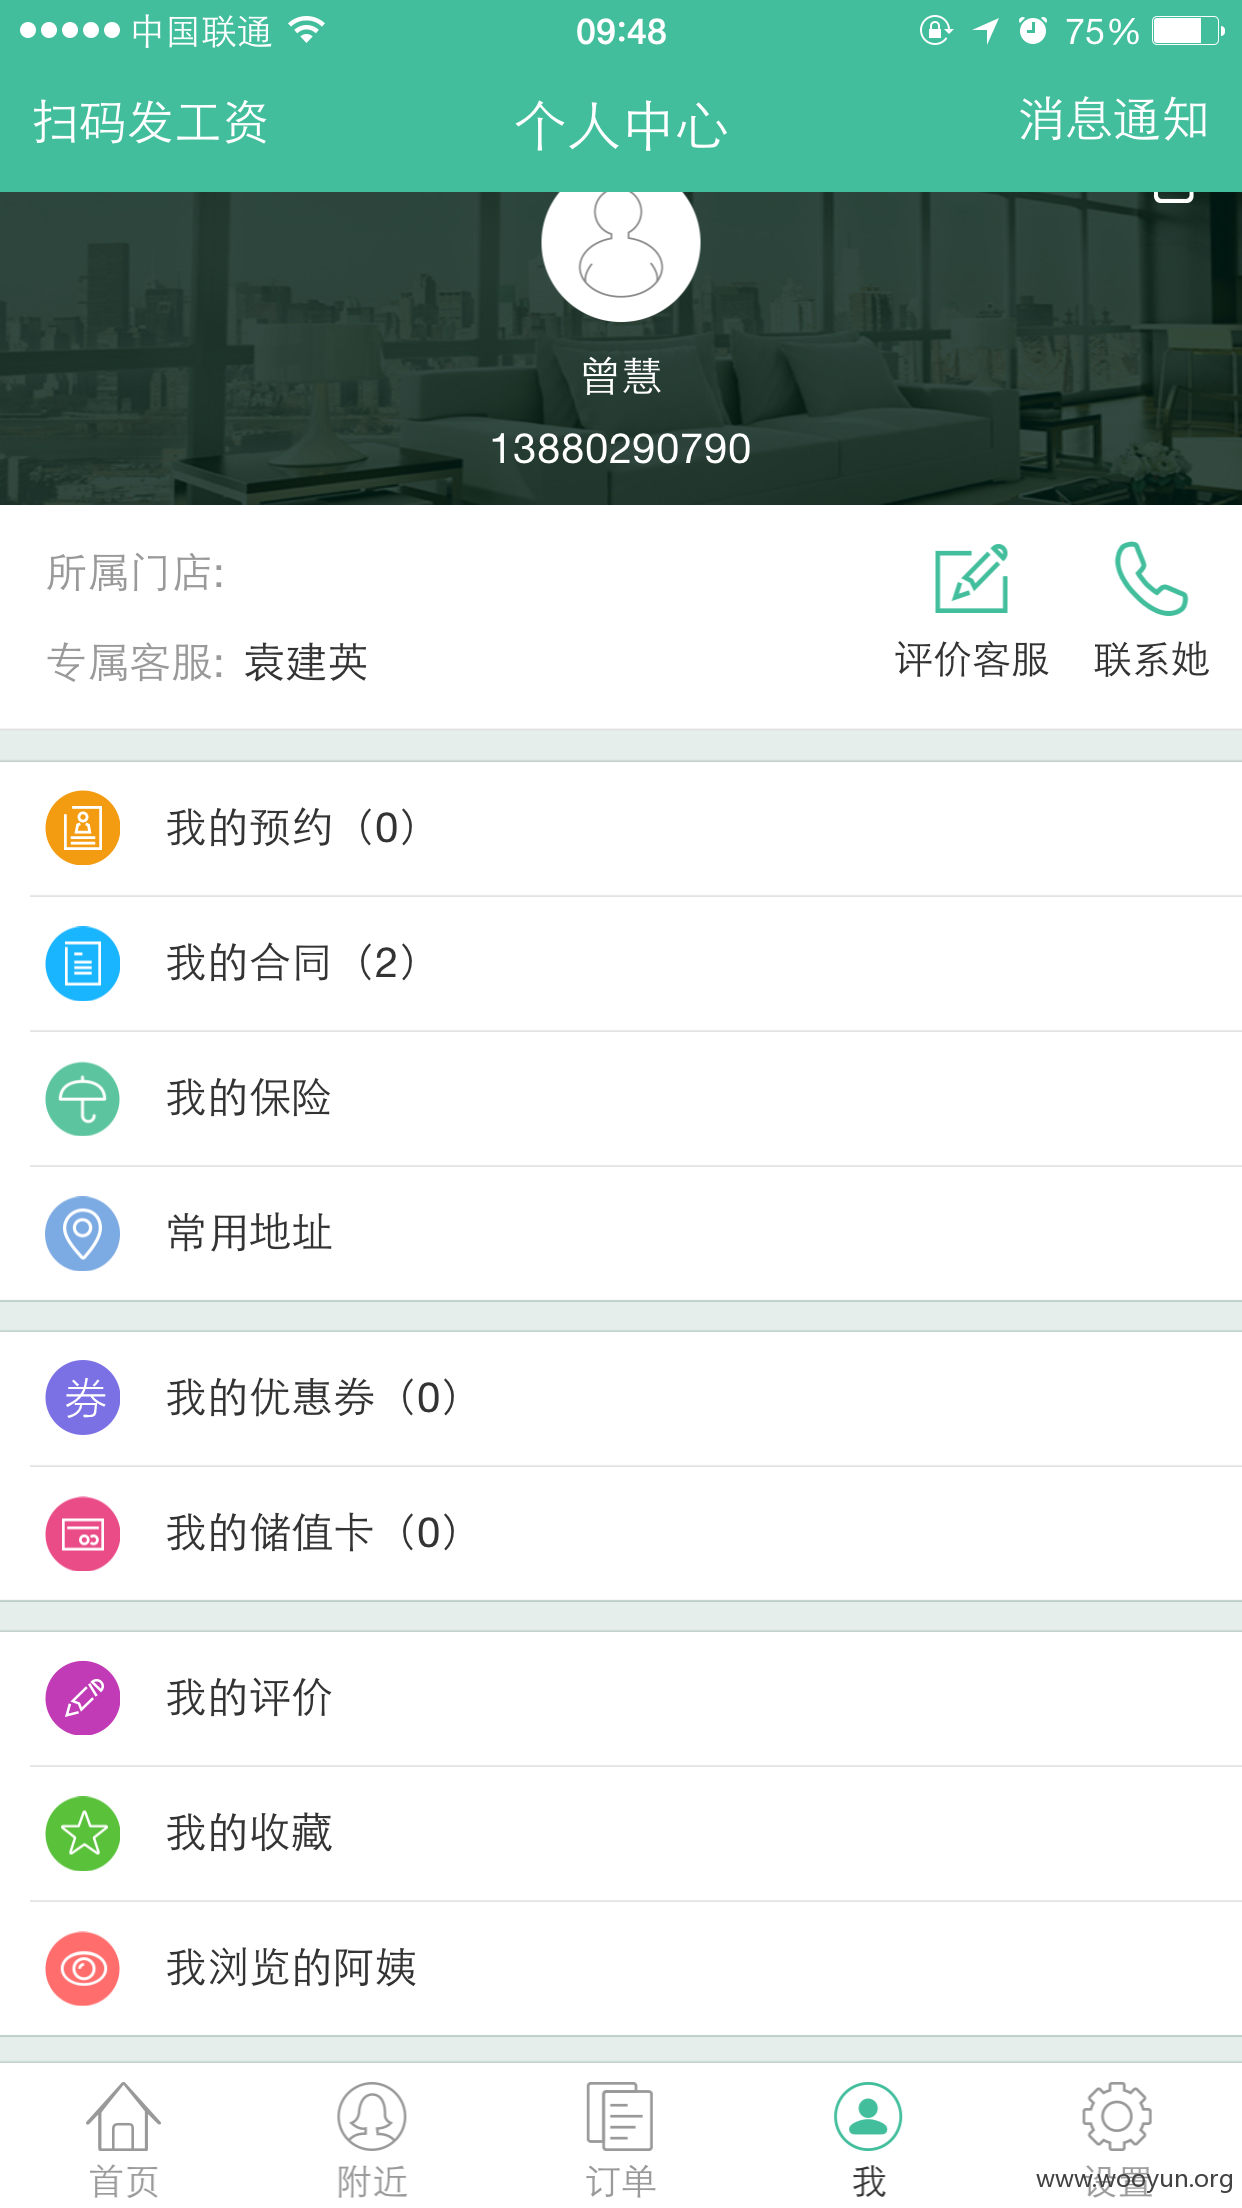 中国联通 09:48 75%
扫码发工资 个人中心 消息通知
曾慧
13880290790
所属门店:
专属客服: 袁建英
评价客服 联系她
我的预约（0）
我的合同（2）
我的保险
常用地址
券 我的优惠券（0）
我的储值卡（0）
我的评价
我的收藏
我浏览的阿姨
首页 附近 订单 我 设置
www.wooyun.org